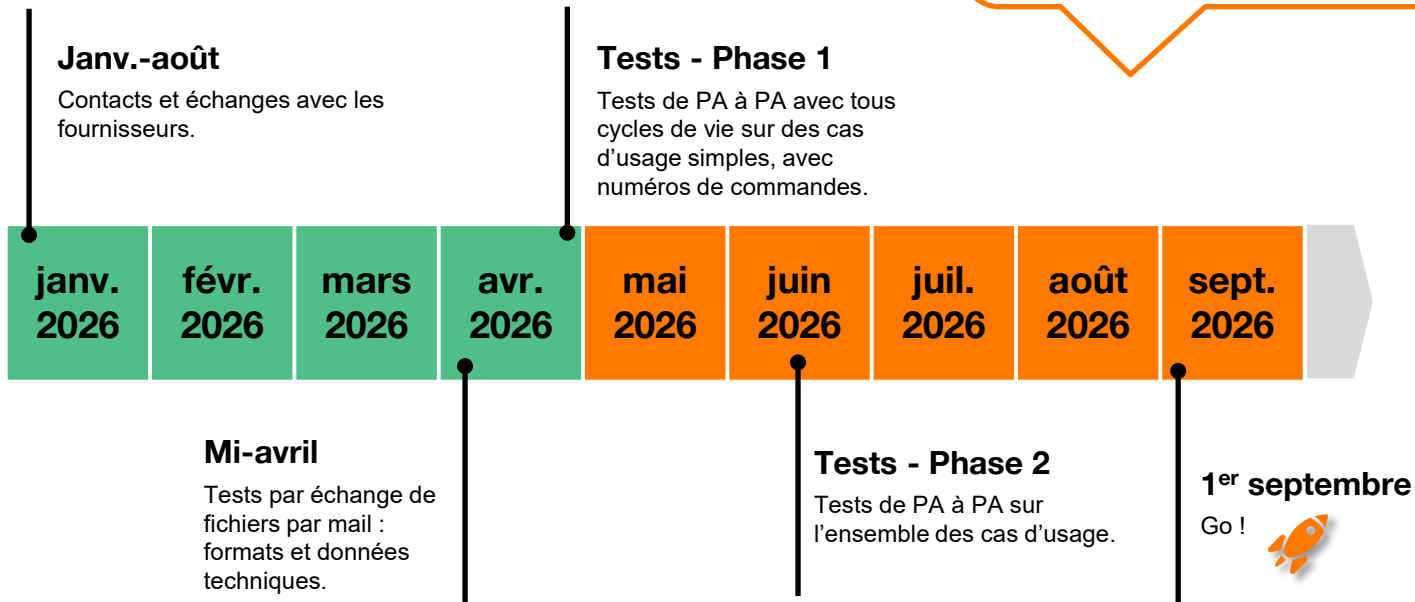 Janv.-août
Contacts et échanges avec les
fournisseurs.
Tests - Phase 1
Tests de PA à PA avec tous
cycles de vie sur des cas
d’usage simples, avec
numéros de commandes.
janv.
2026
févr.
2026
mars
2026
avr.
2026
mai
2026
juin
2026
juil.
2026
août
2026
sept.
2026
Mi-avril
Tests par échange de
fichiers par mail :
formats et données
techniques.
Tests - Phase 2
Tests de PA à PA sur
l’ensemble des cas d’usage.
1er septembre
Go !